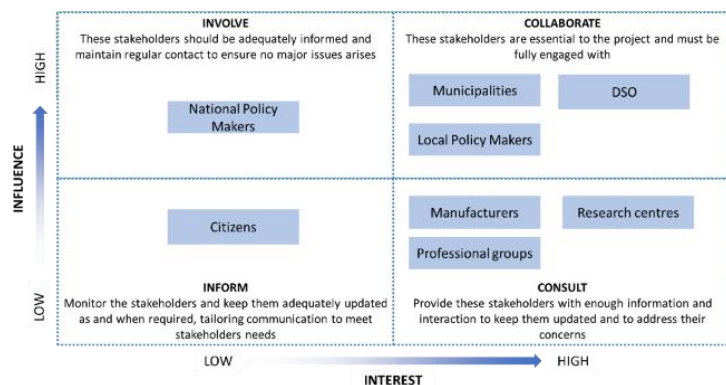 INVOLVE
These stakeholders should be adequately informed and
maintain regular contact to ensure no major issues arises
COLLABORATE
These stakeholders are essential to the project and must be
fully engaged with
HIGH
National Policy
Makers
Municipalities
DSO
Local Policy Makers
INFLUENCE
Citizens
Manufacturers
Research centres
Professional groups
LOW
INFORM
Monitor the stakeholders and keep them adequately updated
as and when required, tailoring communication to meet
stakeholders needs
CONSULT
Provide these stakeholders with enough information and
interaction to keep them updated and to address their
concerns
LOW
HIGH
INTEREST